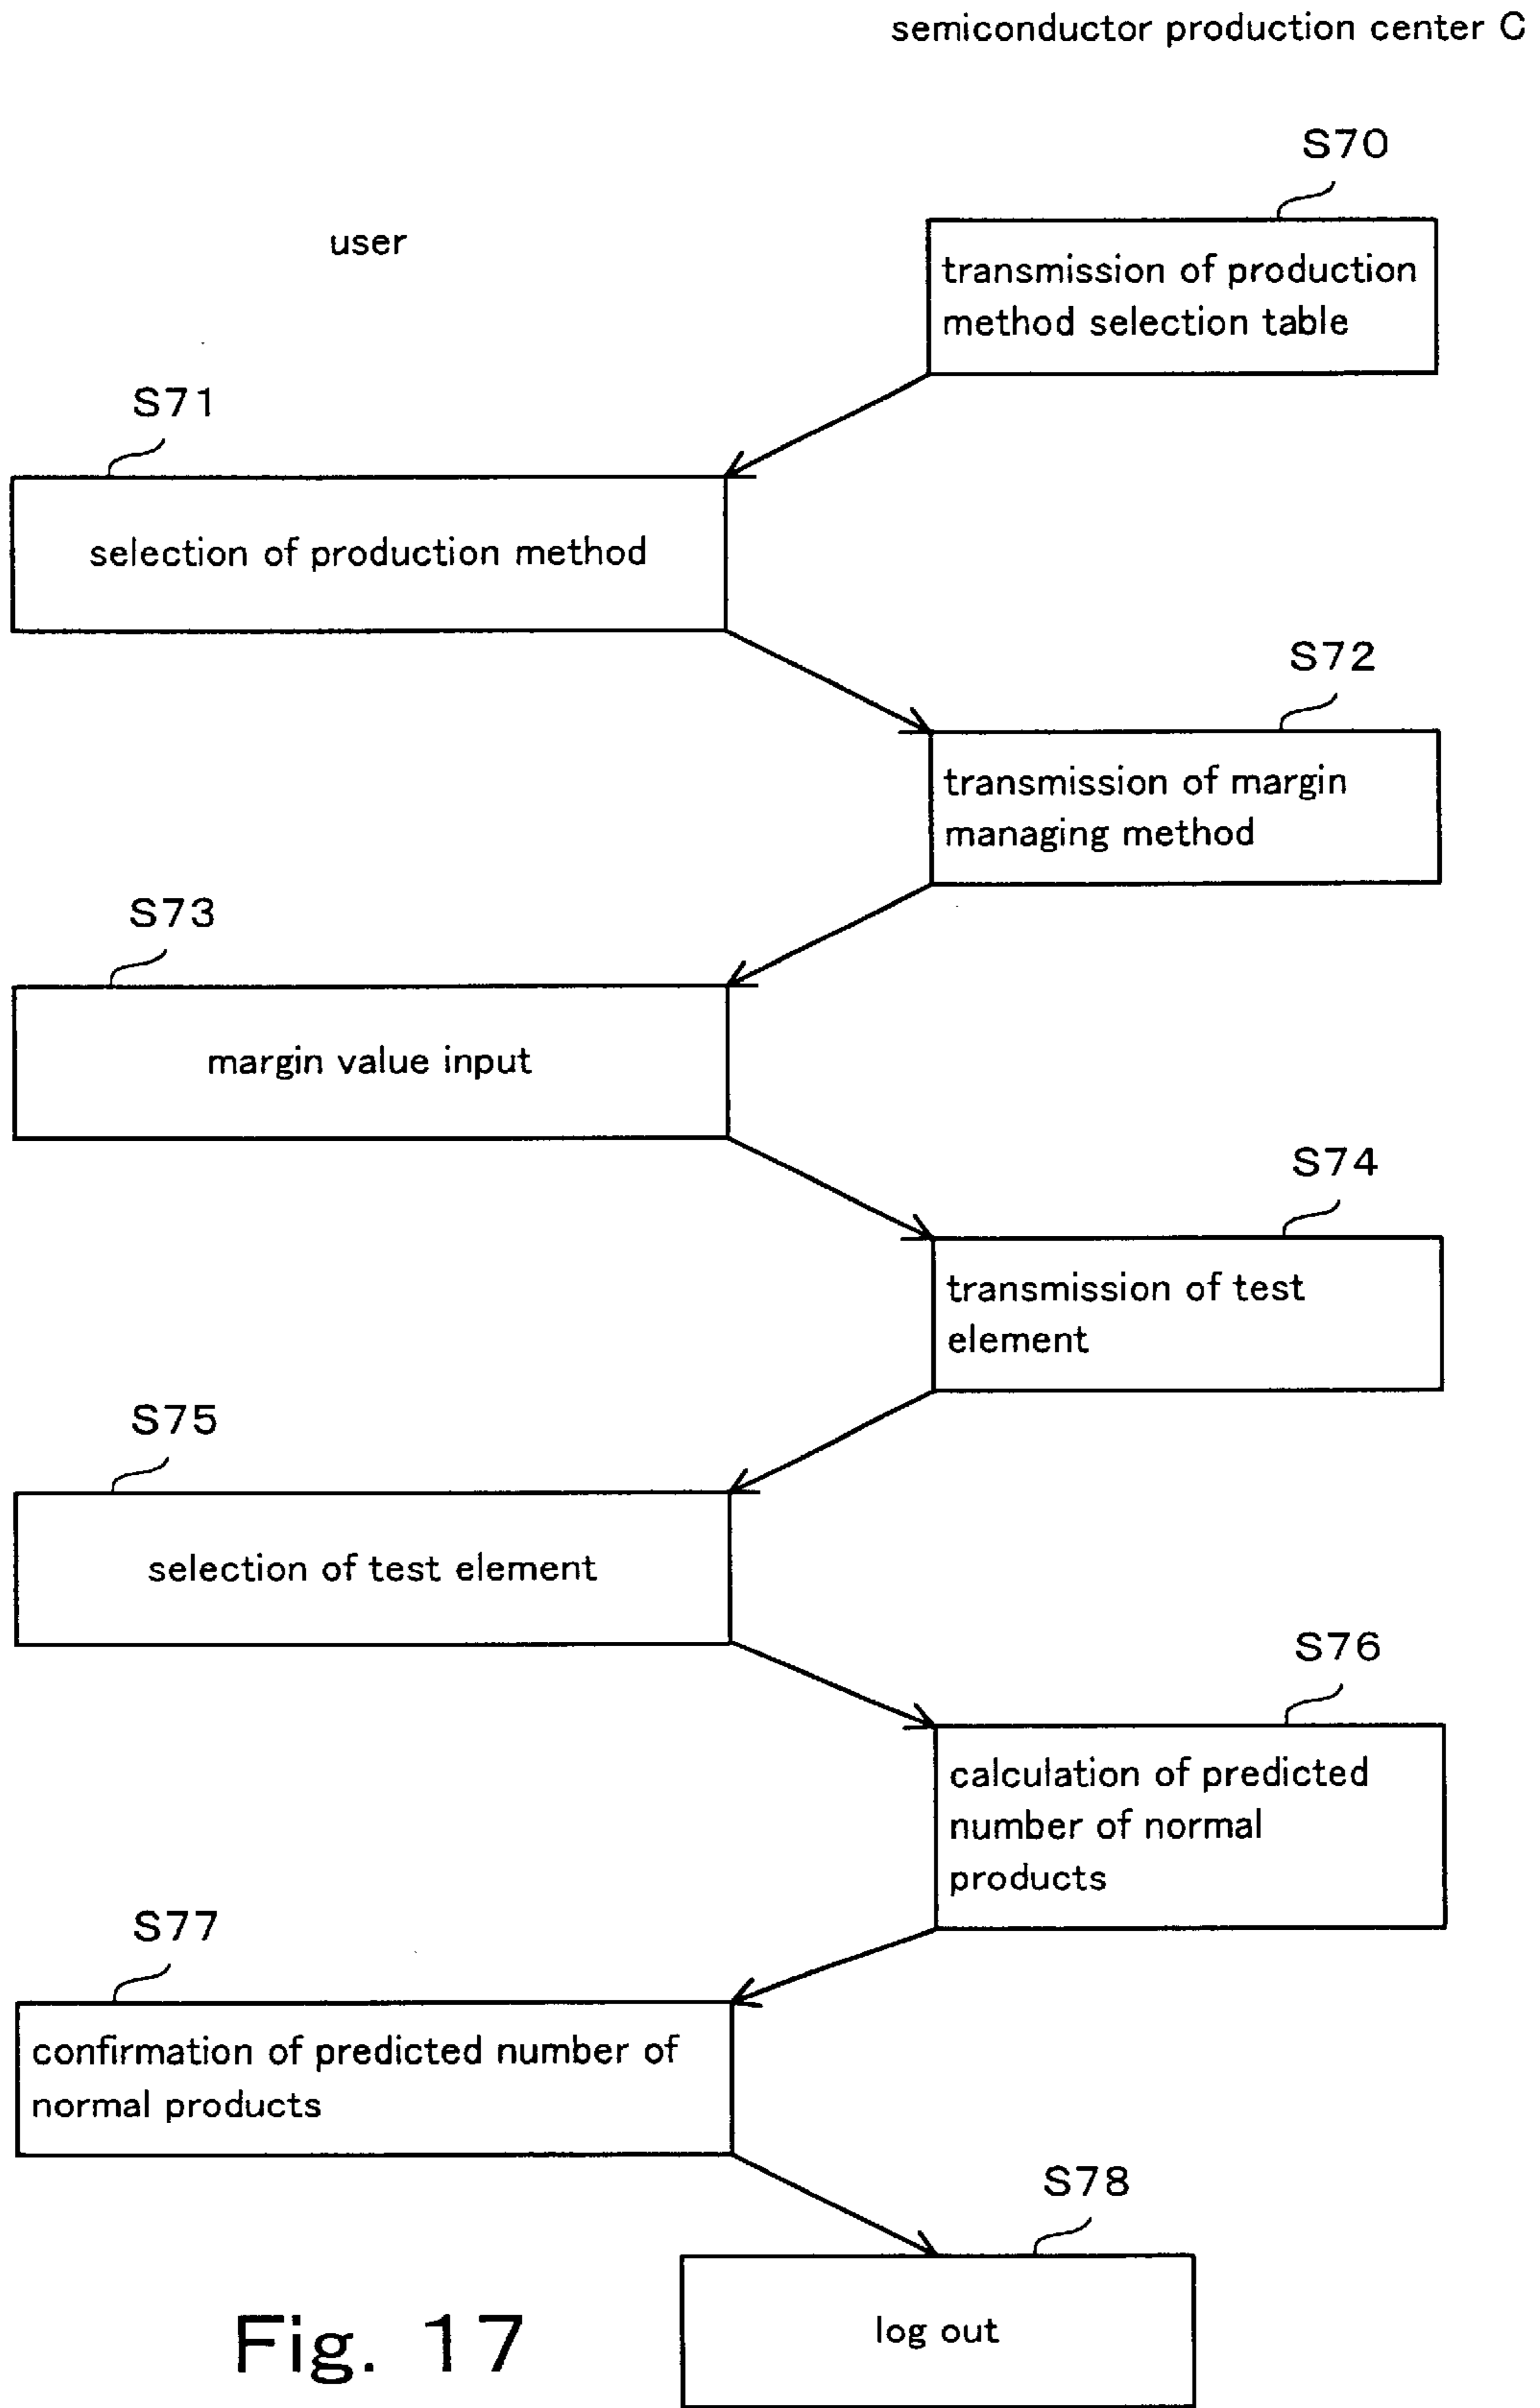 semiconductor production center C
S70
user
transmission of production
method selection table
S71
selection of production method
S72
transmission of margin
managing method
S73
margin value input
S74
transmission of test
element
S75
selection of test element
S76
calculation of predicted
number of normal
products
S77
confirmation of predicted number of
normal products
S78
log out
Fig. 17